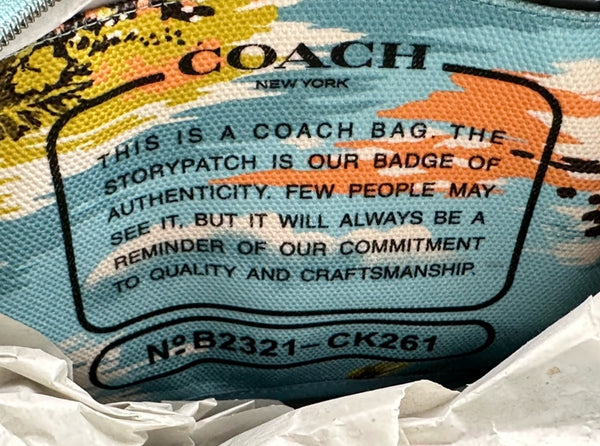 COACH
NEW YORK
THIS IS A COACH BAG. THE
STORYPATCH IS OUR BADGE OF
AUTHENTICITY. FEW PEOPLE MAY
SEE IT, BUT IT WILL ALWAYS BE A
REMINDER OF OUR COMMITMENT
TO QUALITY AND CRAFTSMANSHIP.
Nº B2321-CK261